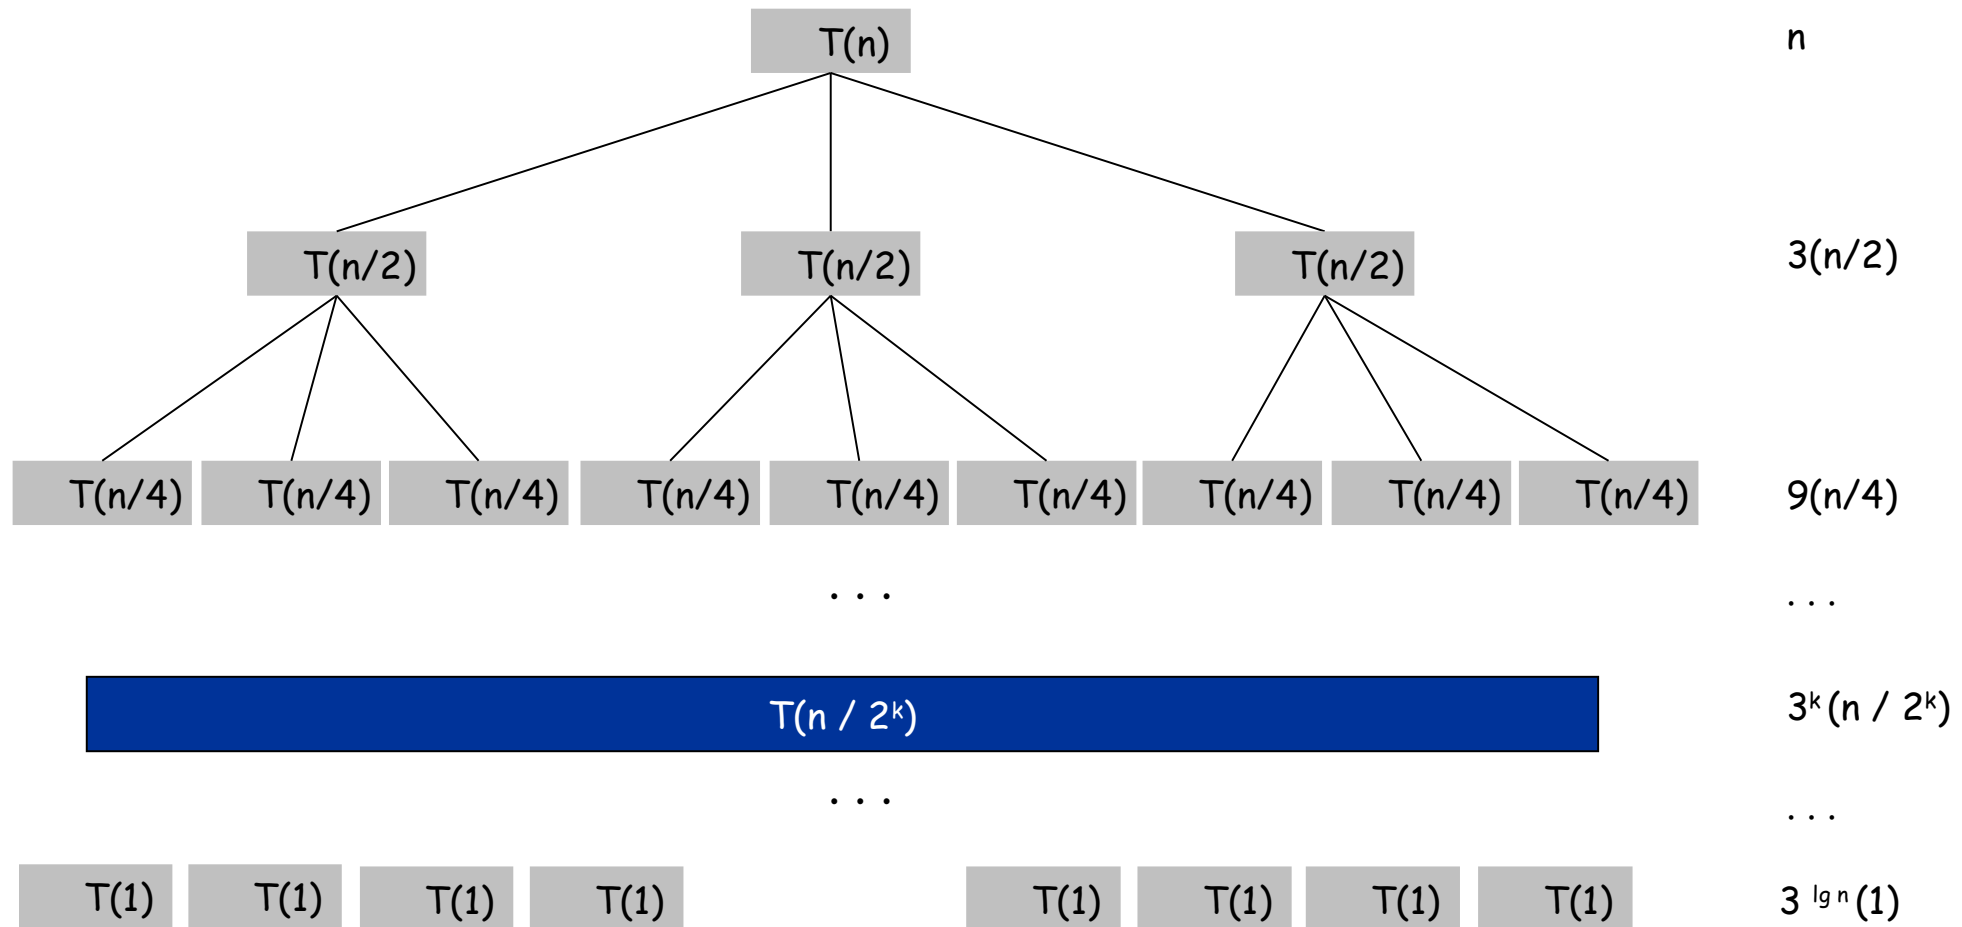 T(n) n
T(n/2) T(n/2) T(n/2) 3(n/2)
T(n/4) T(n/4) T(n/4) T(n/4) T(n/4) T(n/4) T(n/4) T(n/4) T(n/4) 9(n/4)
. . . . . .
T(n / 2ᵏ) 3ᵏ(n / 2ᵏ)
. . . . . .
T(1) T(1) T(1) T(1) T(1) T(1) T(1) T(1) 3 ˡᵍ ⁿ(1)